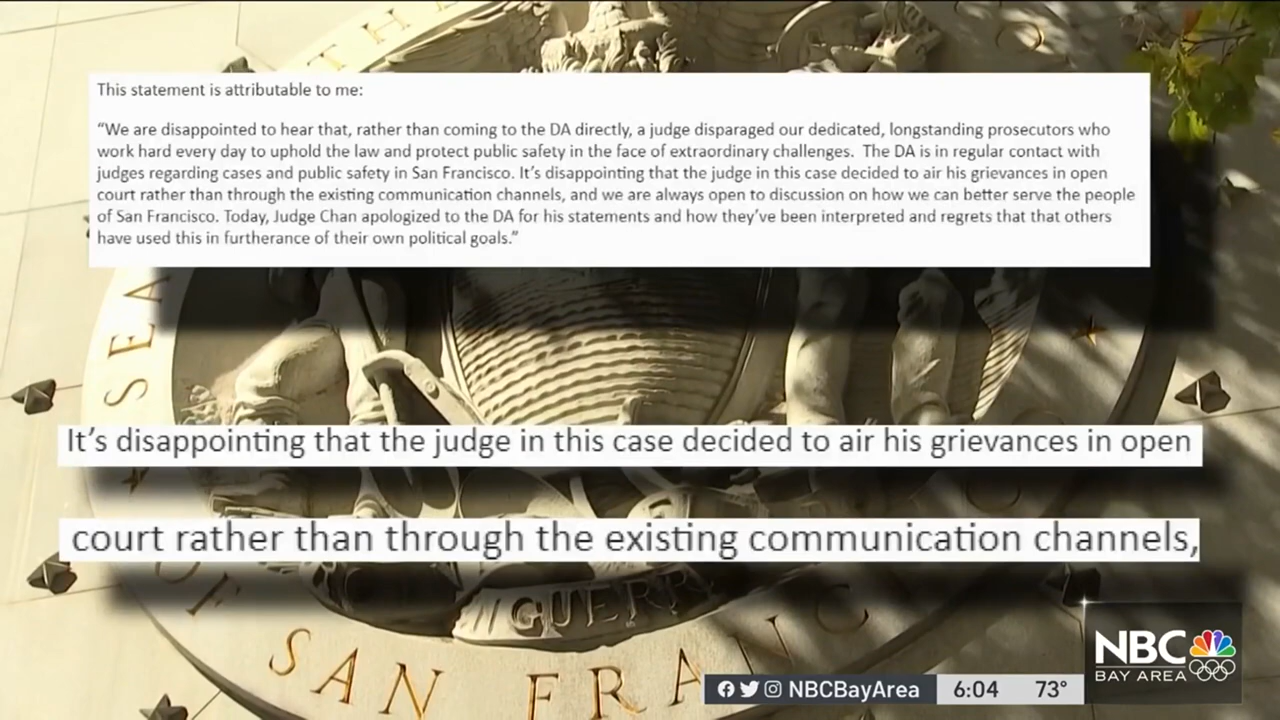 THE
This statement is attributable to me:
“We are disappointed to hear that, rather than coming to the DA directly, a judge disparaged our dedicated, longstanding prosecutors who
work hard every day to uphold the law and protect public safety in the face of extraordinary challenges.  The DA is in regular contact with
judges regarding cases and public safety in San Francisco. It’s disappointing that the judge in this case decided to air his grievances in open
court rather than through the existing communication channels, and we are always open to discussion on how we can better serve the people
of San Francisco. Today, Judge Chan apologized to the DA for his statements and how they’ve been interpreted and regrets that that others
have used this in furtherance of their own political goals.”
SEA
It’s disappointing that the judge in this case decided to air his grievances in open
court rather than through the existing communication channels,
OF
GUERR
SAN FRANC
NBC
BAY AREA
NBCBayArea 6:04 73°